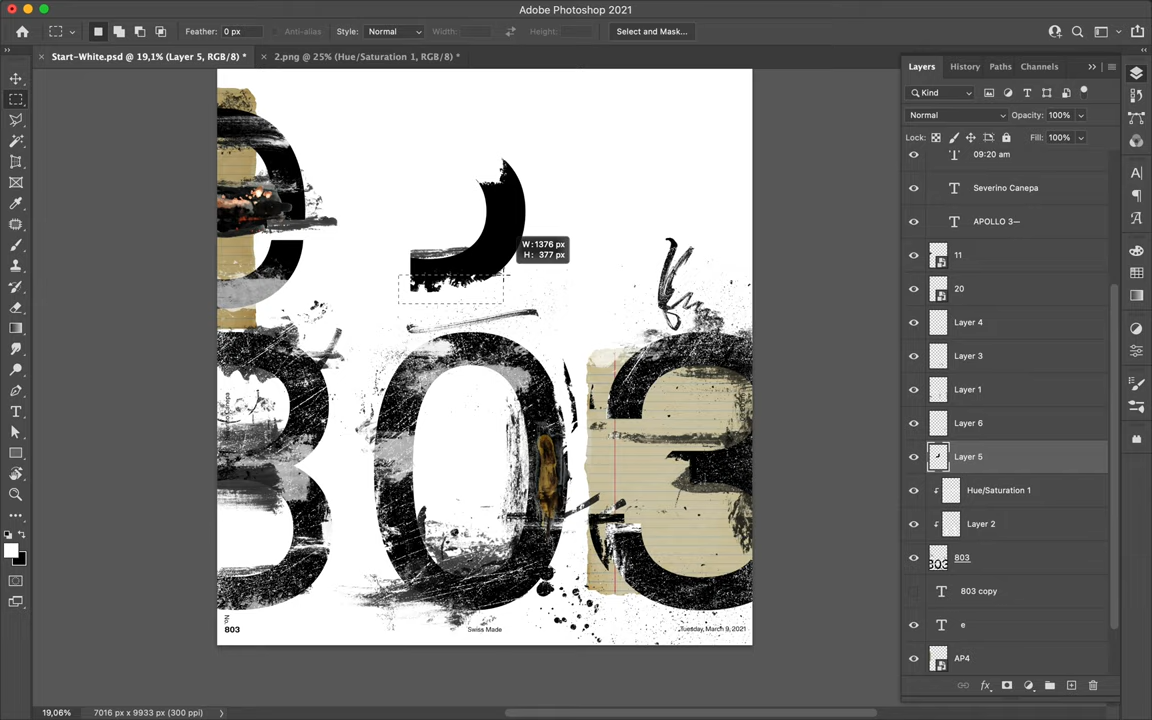 Adobe Photoshop 2021
Feather: 0 px
Anti-alias
Style: Normal
Width:
Height:
Select and Mask...
Start-White.psd @ 19,1% (Layer 5, RGB/8) *
2.png @ 25% (Hue/Saturation 1, RGB/8) *
Layers
History
Paths
Channels
Kind
Normal
Opacity: 100%
Lock:
Fill: 100%
09:20 am
Severino Canepa
APOLLO 3—
11
20
Layer 4
Layer 3
Layer 1
Layer 6
Layer 5
Hue/Saturation 1
Layer 2
803
803 copy
e
AP4
W: 1376 px
H: 377 px
803
No.
803
Swiss Made
Tuesday, March 9, 2021
19,06%
7016 px x 9933 px (300 ppi)